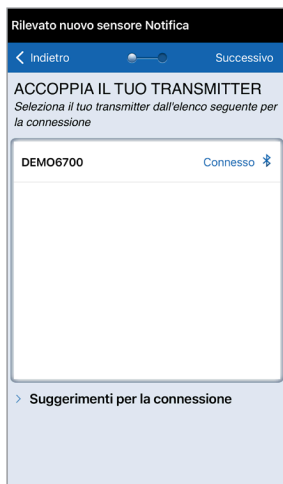 Rilevato nuovo sensore Notifica
Indietro
Successivo
ACCOPPIA IL TUO TRANSMITTER
Seleziona il tuo transmitter dall'elenco seguente per
la connessione
DEMO6700 Connesso
Suggerimenti per la connessione